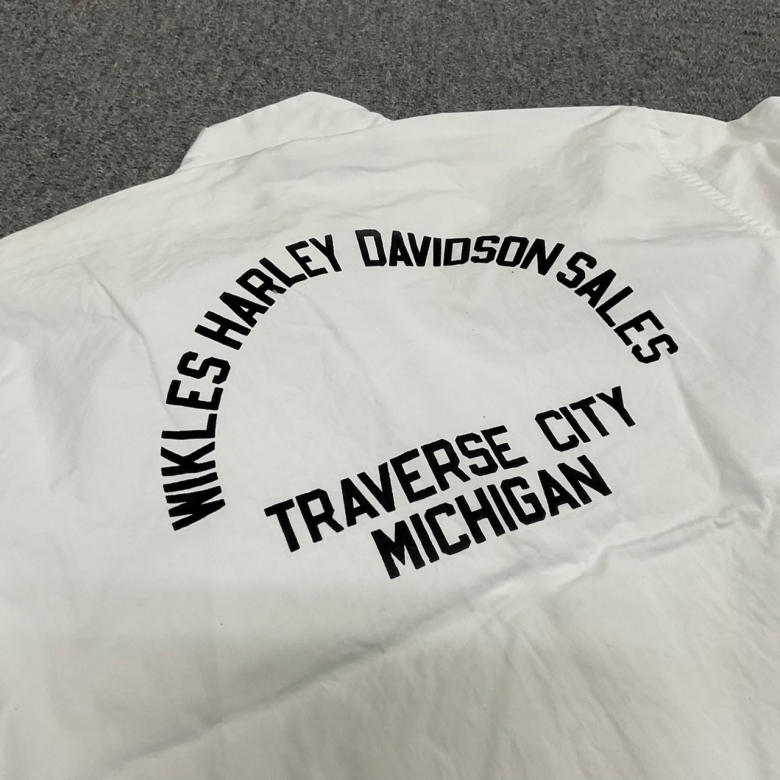 WIKLES HARLEY DAVIDSON SALES
TRAVERSE CITY
MICHIGAN